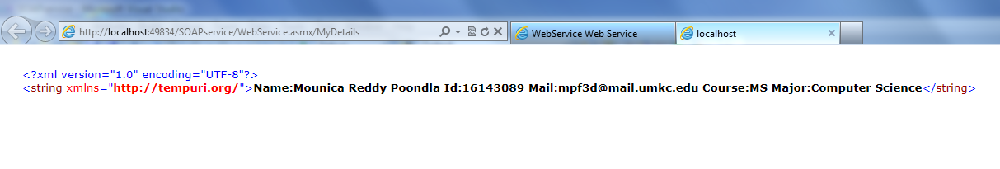 http://localhost:49834/SOAPservice/WebService.asmx/MyDetails
WebService Web Service
localhost
<?xml version="1.0" encoding="UTF-8"?>
<string xmlns="http://tempuri.org/">Name:Mounica Reddy Poondla Id:16143089 Mail:mpf3d@mail.umkc.edu Course:MS Major:Computer Science</string>